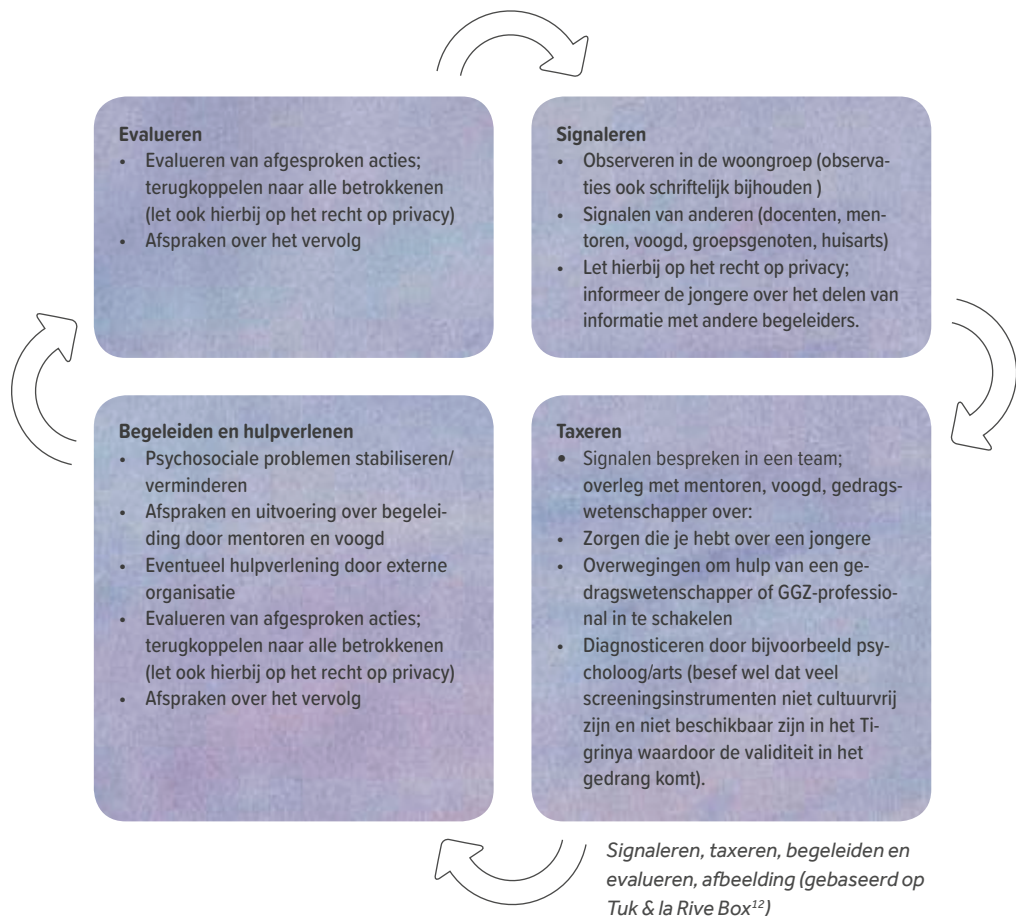 Evalueren
• Evalueren van afgesproken acties;
terugkoppelen naar alle betrokkenen
(let ook hierbij op het recht op privacy)
• Afspraken over het vervolg
Signaleren
• Observeren in de woongroep (observa-
ties ook schriftelijk bijhouden )
• Signalen van anderen (docenten, men-
toren, voogd, groepsgenoten, huisarts)
• Let hierbij op het recht op privacy;
informeer de jongere over het delen van
informatie met andere begeleiders.
Begeleiden en hulpverlenen
• Psychosociale problemen stabiliseren/
verminderen
• Afspraken en uitvoering over begelei-
ding door mentoren en voogd
• Eventueel hulpverlening door externe
organisatie
• Evalueren van afgesproken acties;
terugkoppelen naar alle betrokkenen
(let ook hierbij op het recht op privacy)
• Afspraken over het vervolg
Taxeren
• Signalen bespreken in een team;
overleg met mentoren, voogd, gedrags-
wetenschapper over:
• Zorgen die je hebt over een jongere
• Overwegingen om hulp van een ge-
dragswetenschapper of GGZ-professio-
nal in te schakelen
• Diagnosticeren door bijvoorbeeld psy-
choloog/arts (besef wel dat veel
screeningsinstrumenten niet cultuurvrij
zijn en niet beschikbaar zijn in het Ti-
grinya waardoor de validiteit in het
gedrang komt).
Signaleren, taxeren, begeleiden en
evalueren, afbeelding (gebaseerd op
Tuk & la Rive Box¹²)